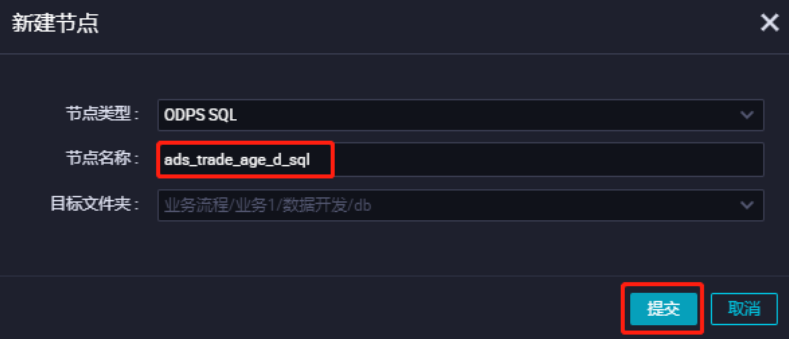 新建节点
节点类型: ODPS SQL
节点名称: ads_trade_age_d_sql
目标文件夹: 业务流程/业务1/数据开发/db
提交 取消